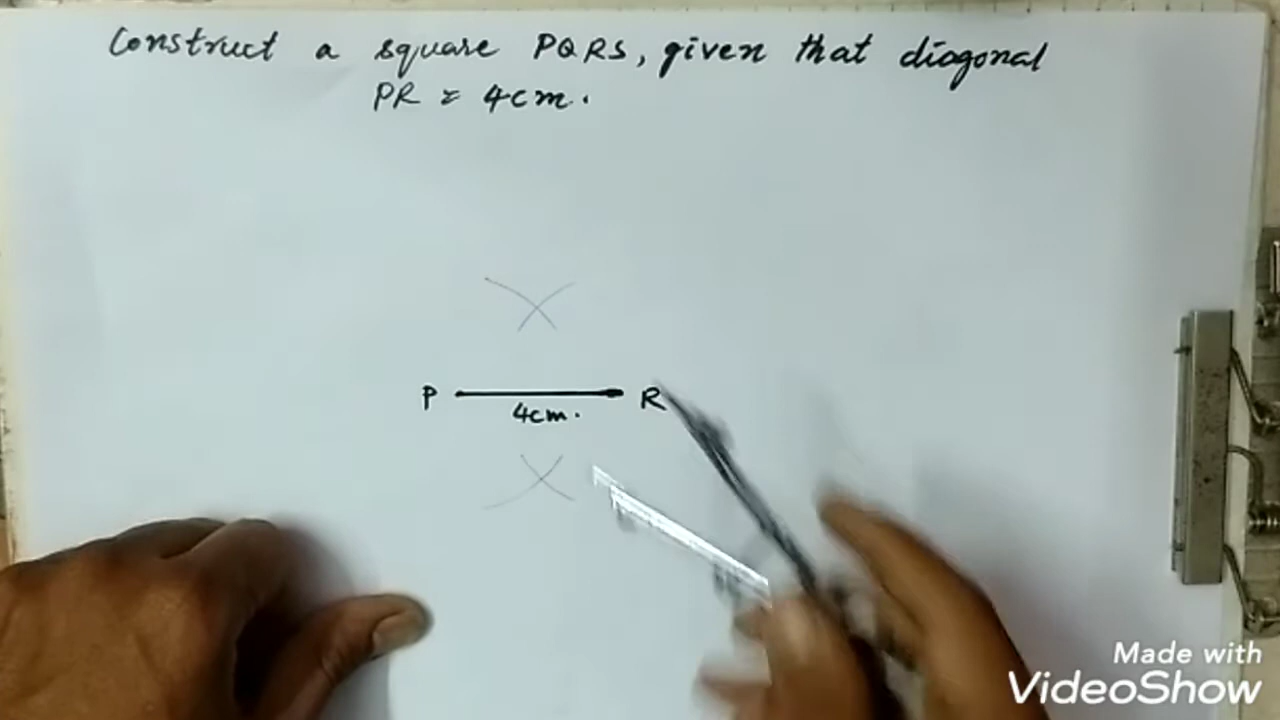 Construct a square PQRS, given that diagonal
PR = 4cm.
P R
4cm.
Made with
VideoShow